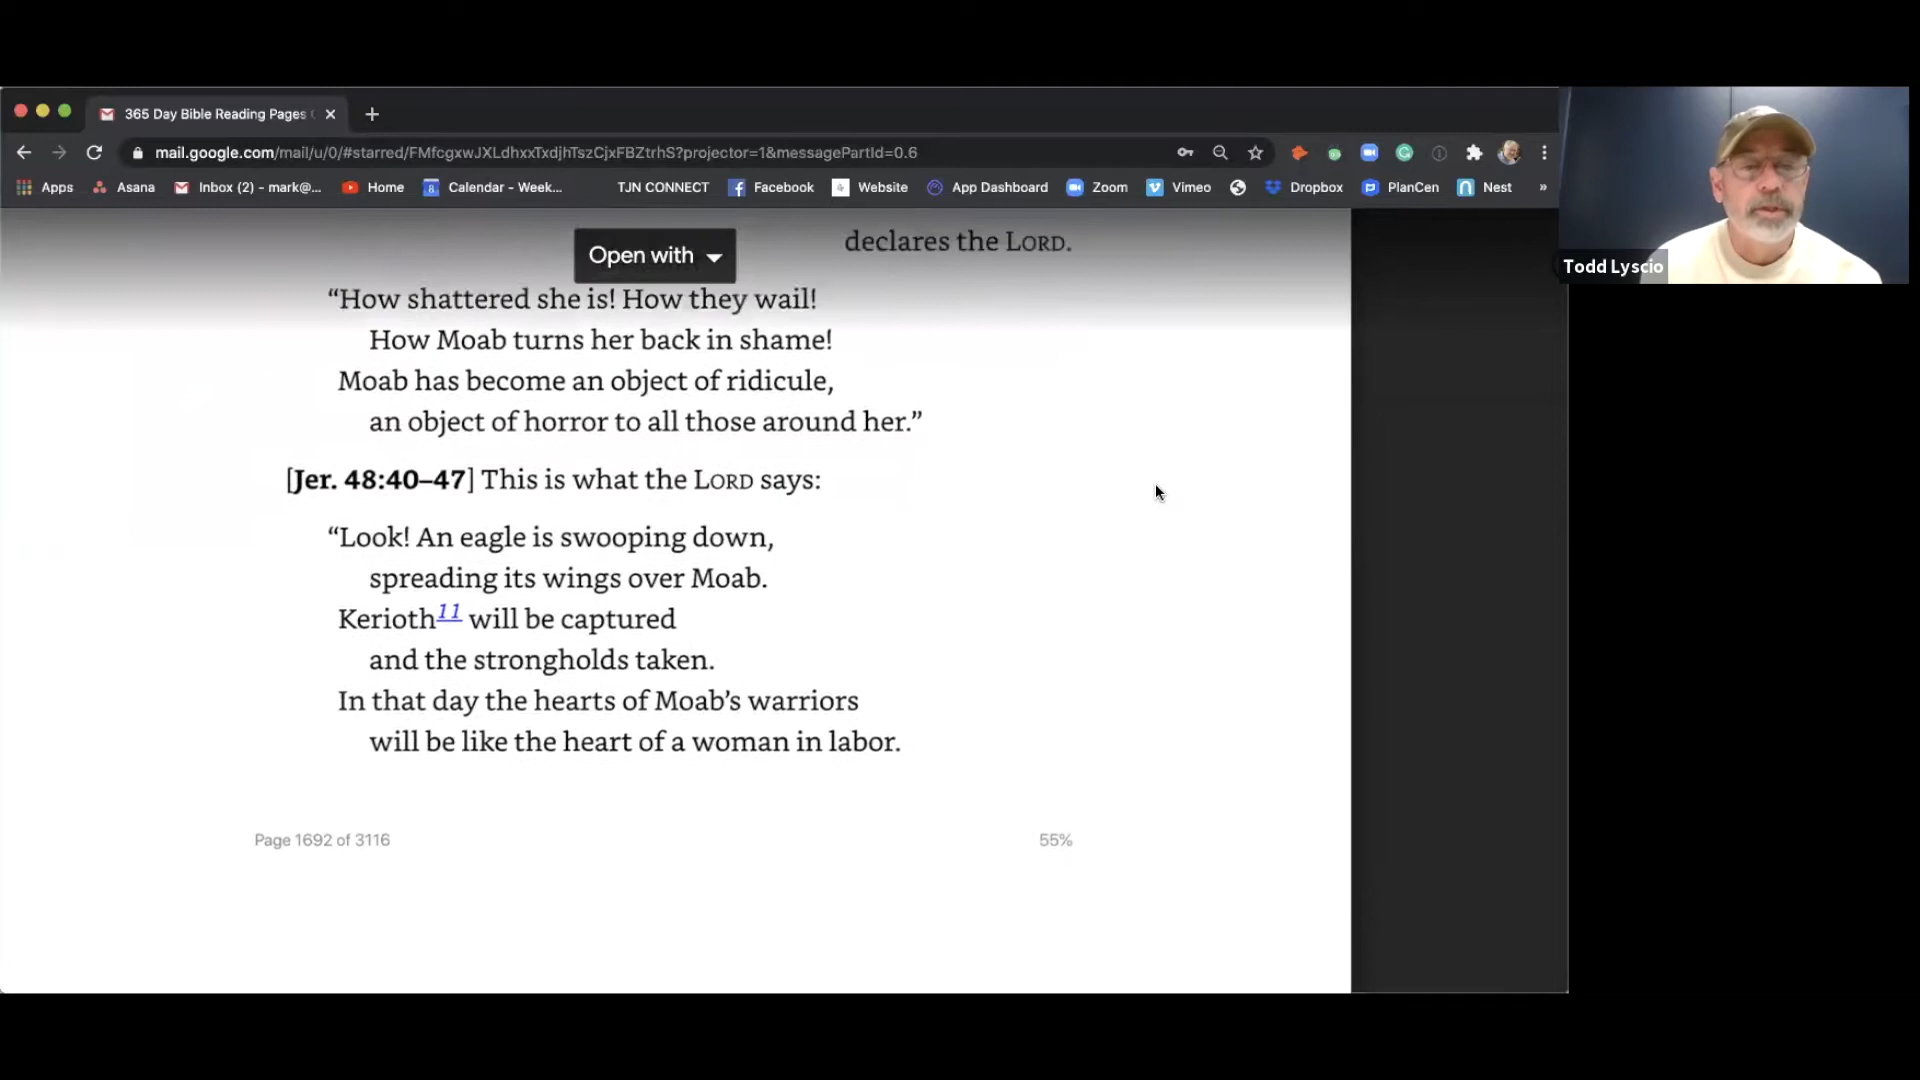 365 Day Bible Reading Pages
mail.google.com/mail/u/0/#starred/FMfcgxwJXLdhxxTxdjhTszCjxFBZtrhS?projector=1&messagePartId=0.6
Apps Asana Inbox (2) - mark@... Home Calendar - Week... TJN CONNECT Facebook Website App Dashboard Zoom Vimeo Dropbox PlanCen Nest »
declares the LORD.
Open with
“How shattered she is! How they wail!
How Moab turns her back in shame!
Moab has become an object of ridicule,
an object of horror to all those around her.”
[Jer. 48:40–47] This is what the LORD says:
“Look! An eagle is swooping down,
spreading its wings over Moab.
Kerioth11 will be captured
and the strongholds taken.
In that day the hearts of Moab’s warriors
will be like the heart of a woman in labor.
Page 1692 of 3116 55%
Todd Lyscio